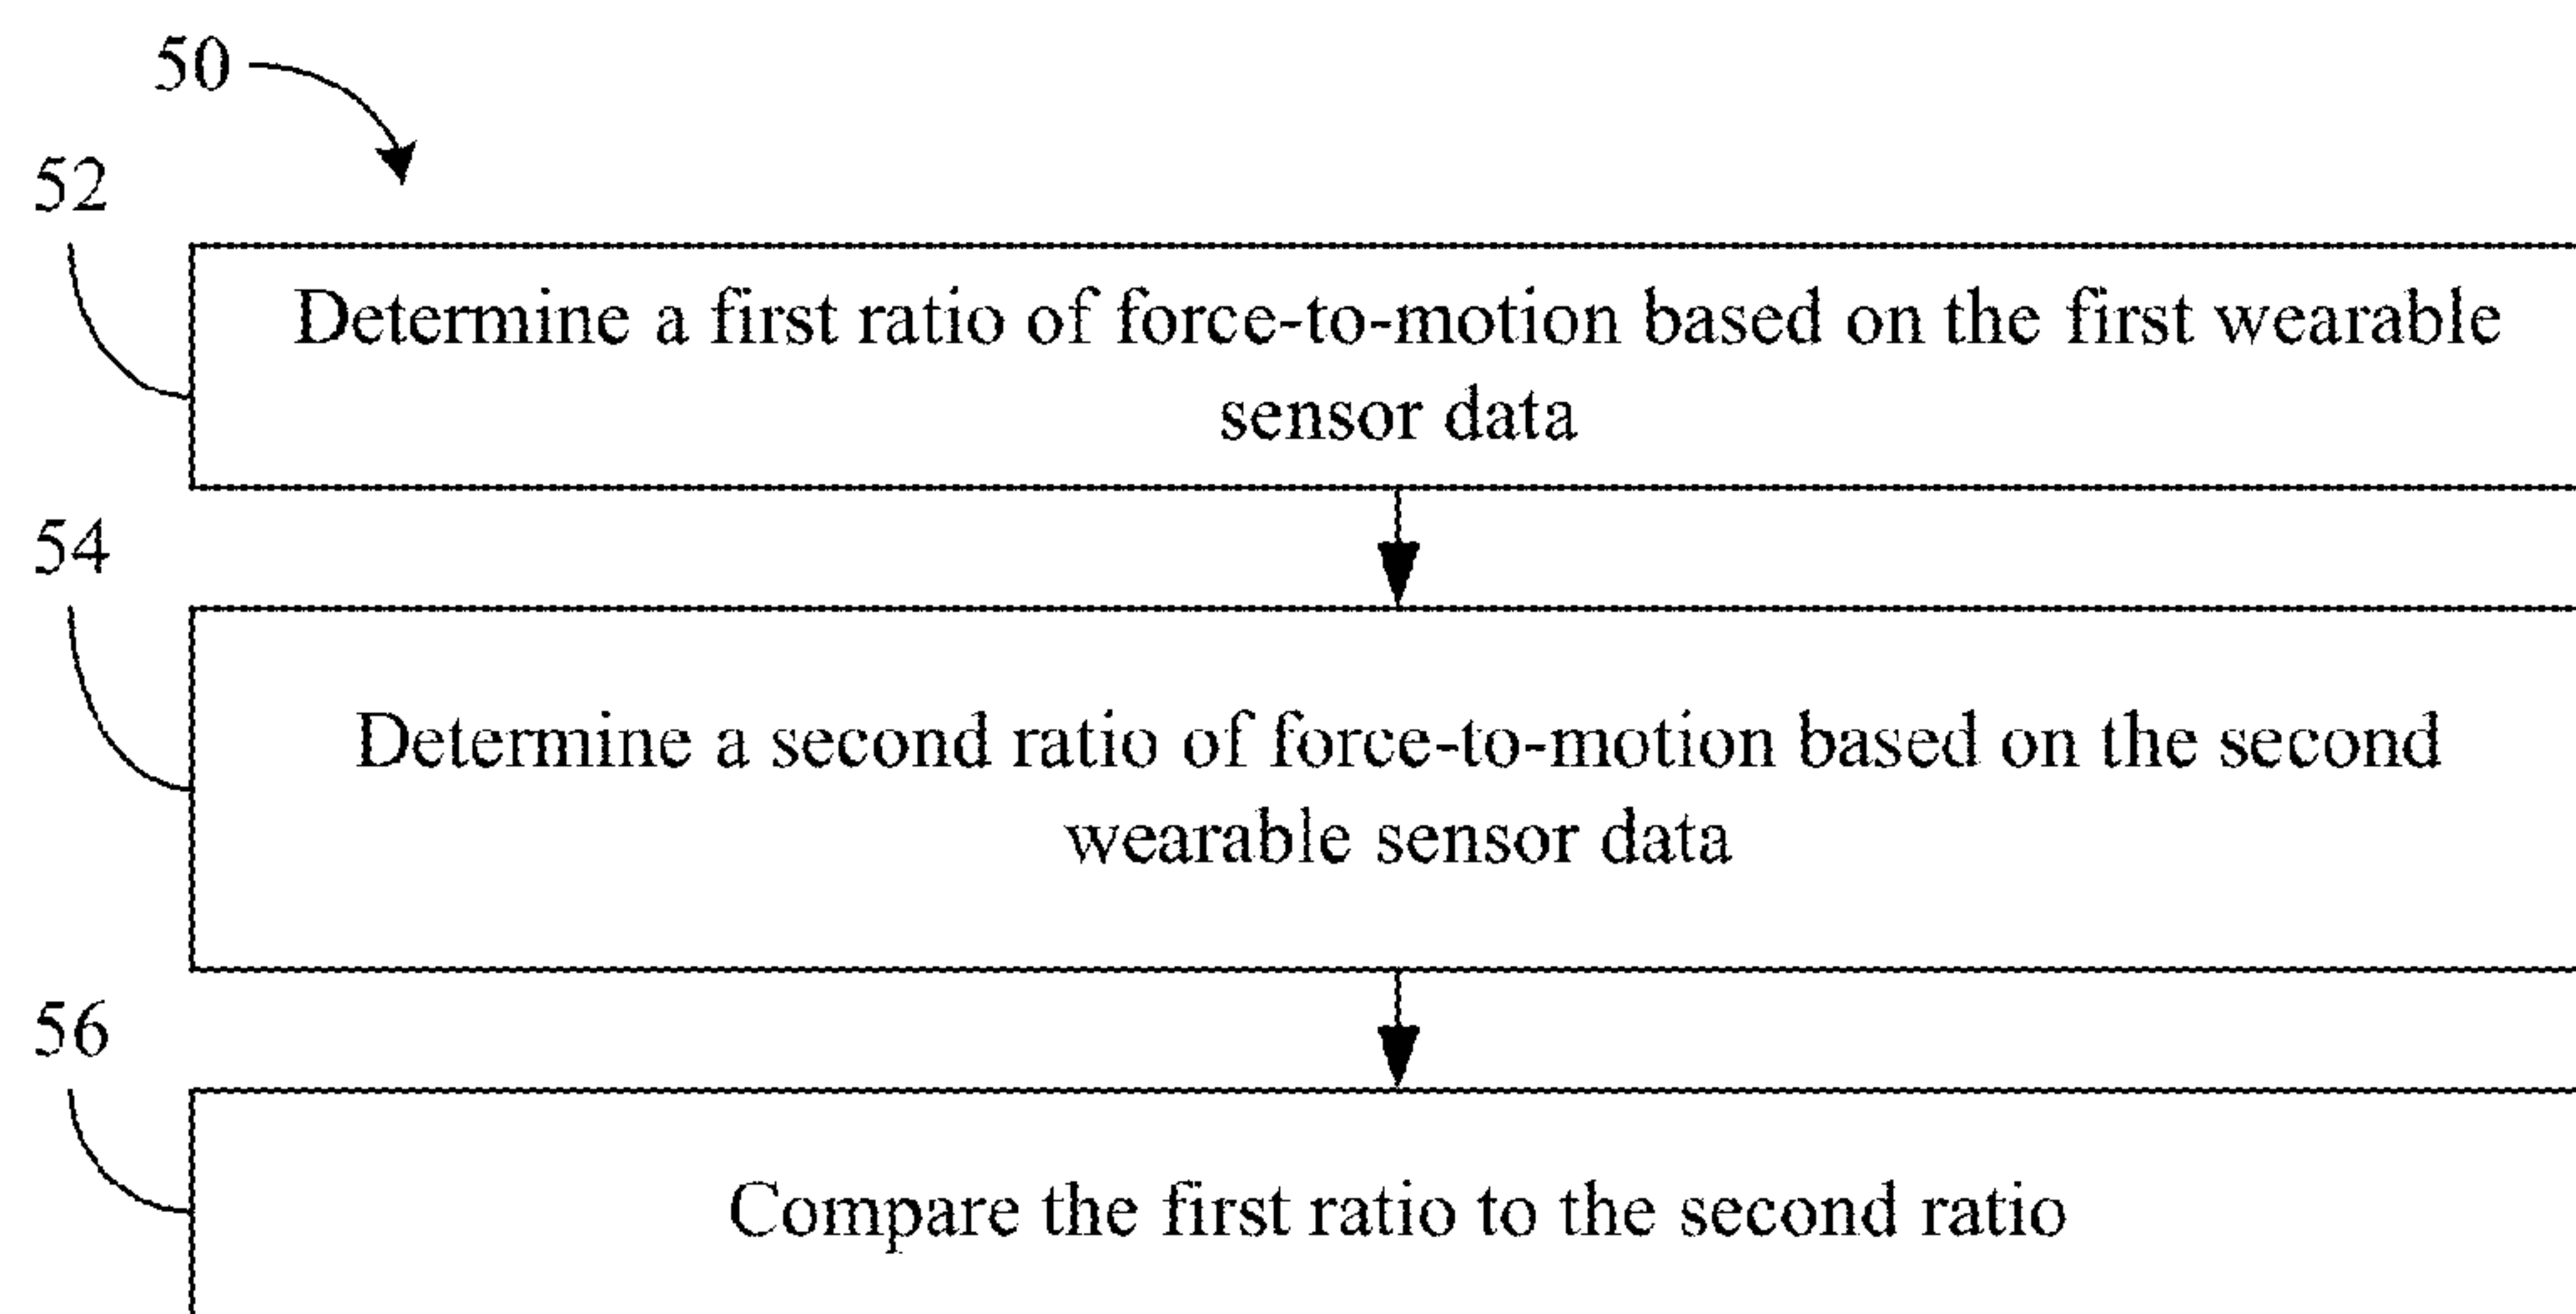 50
52
Determine a first ratio of force-to-motion based on the first wearable
sensor data
54
Determine a second ratio of force-to-motion based on the second
wearable sensor data
56
Compare the first ratio to the second ratio